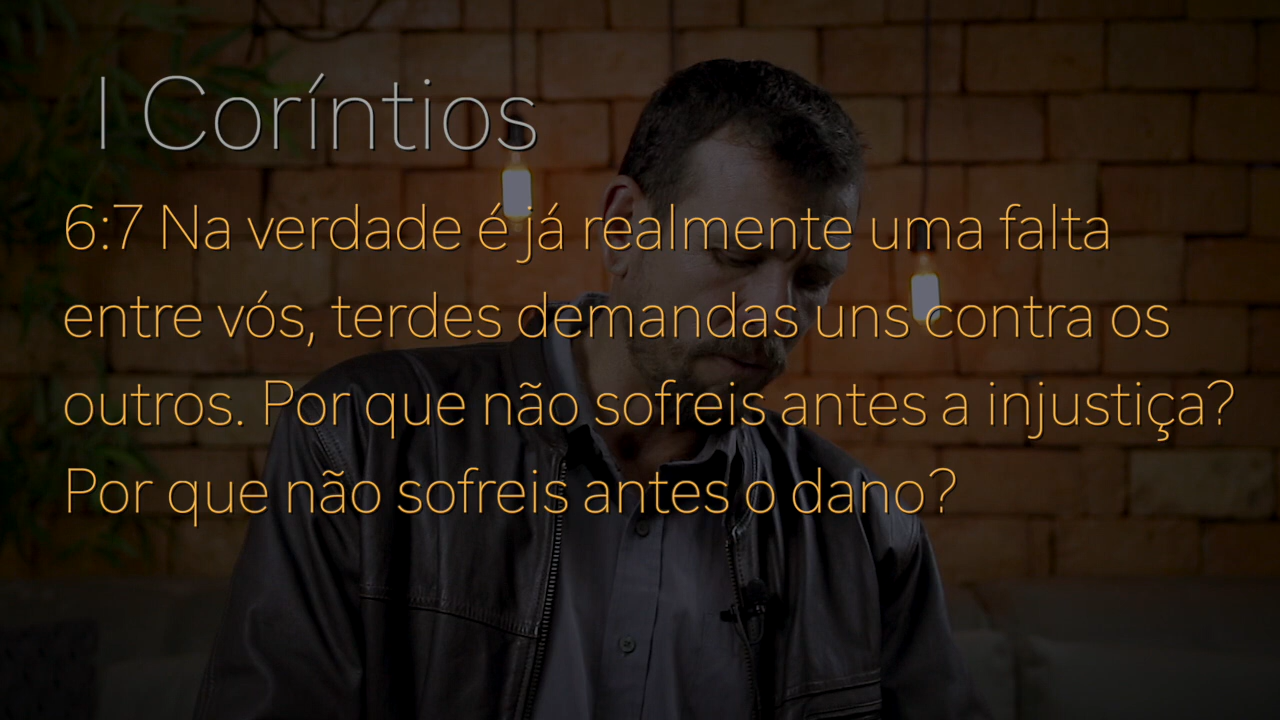 I Coríntios
6:7 Na verdade é já realmente uma falta
entre vós, terdes demandas uns contra os
outros. Por que não sofreis antes a injustiça?
Por que não sofreis antes o dano?